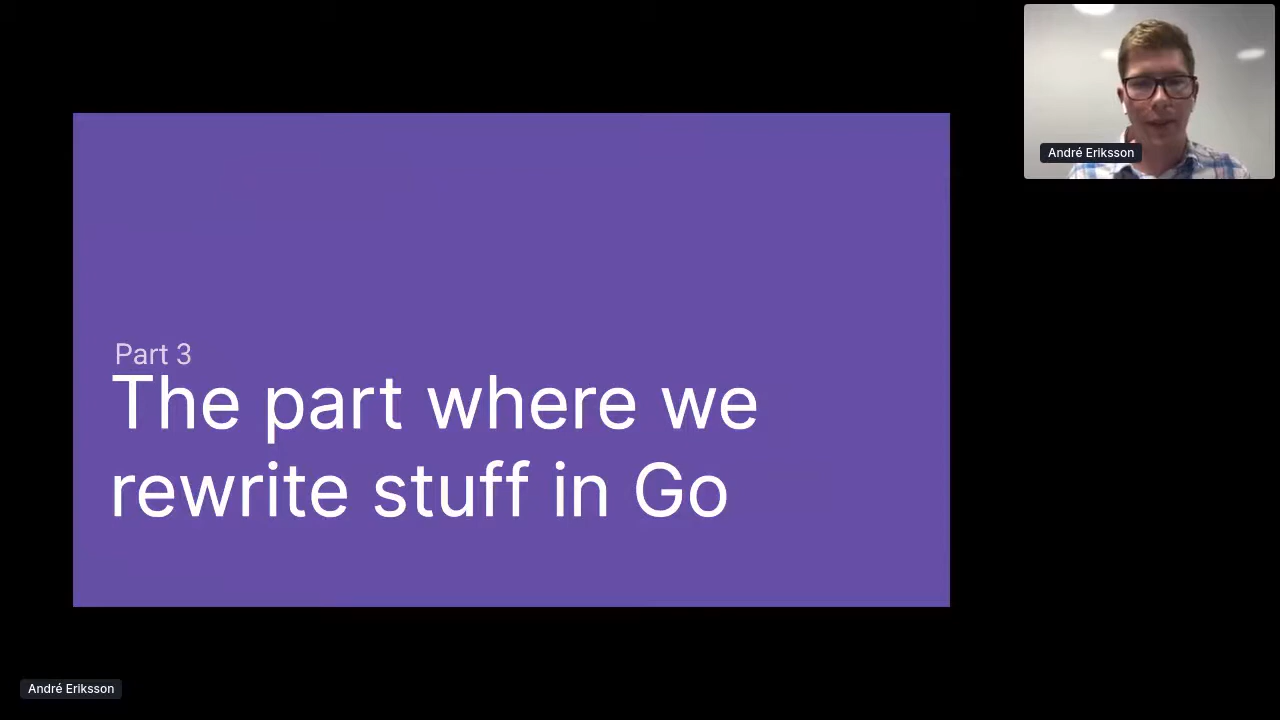 André Eriksson
Part 3
The part where we
rewrite stuff in Go
André Eriksson